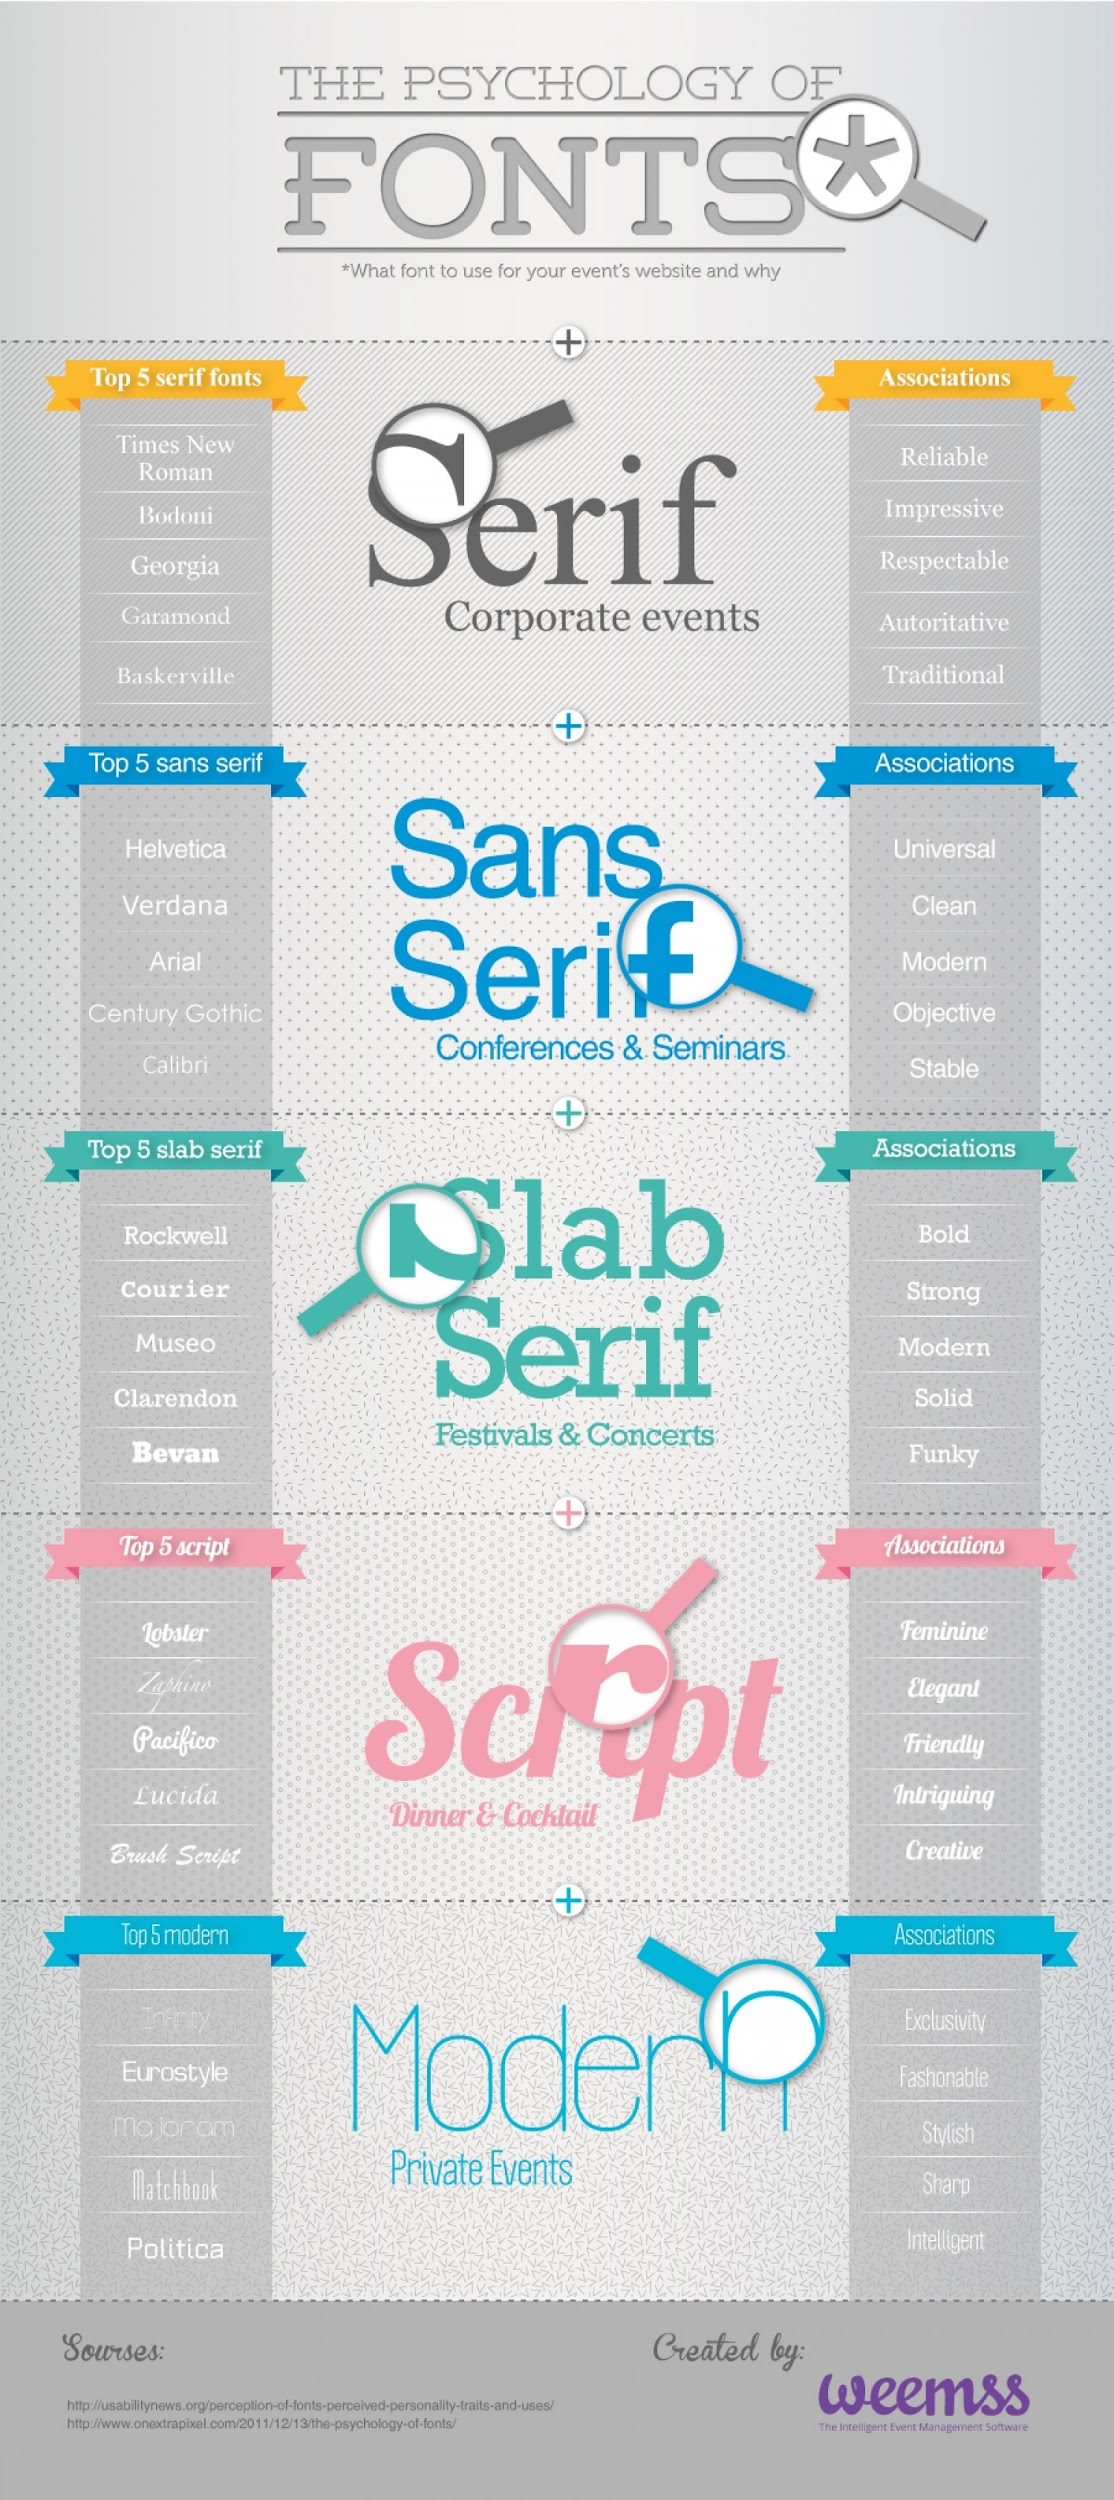 THE PSYCHOLOGY OF
FONTS*
*What font to use for your event's website and why
Top 5 serif fonts
Times New
Roman
Bodoni
Georgia
Garamond
Baskerville
Serif
Corporate events
Associations
Reliable
Impressive
Respectable
Autoritative
Traditional
Top 5 sans serif
Helvetica
Verdana
Arial
Century Gothic
Calibri
Sans
Serif
Conferences & Seminars
Associations
Universal
Clean
Modern
Objective
Stable
Top 5 slab serif
Rockwell
Courier
Museo
Clarendon
Bevan
Slab
Serif
Festivals & Concerts
Associations
Bold
Strong
Modern
Solid
Funky
Top 5 script
Lobster
Zaphino
Pacifico
Lucida
Brush Script
Script
Dinner & Cocktail
Associations
Feminine
Elegant
Friendly
Intriguing
Creative
Top 5 modern
Infinity
Eurostyle
Majoram
Matchbook
Politica
Modern
Private Events
Associations
Exclusivity
Fashonable
Stylish
Sharp
Intelligent
Sourses:
http://usabilitynews.org/perception-of-fonts-perceived-personality-traits-and-uses/
http://www.onextrapixel.com/2011/12/13/the-psychology-of-fonts/
Created by:
weemss
The Intelligent Event Management Software